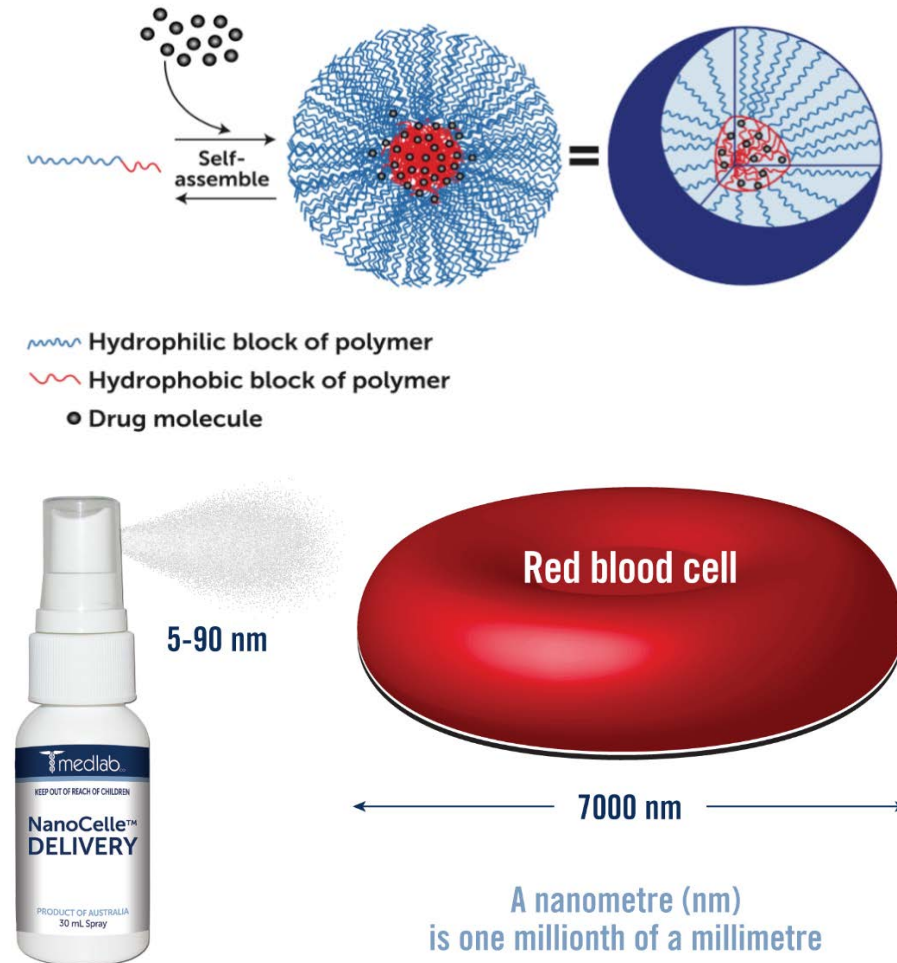 Self-
assemble
=
Hydrophilic block of polymer
Hydrophobic block of polymer
Drug molecule
Red blood cell
5-90 nm
medlab
KEEP OUT OF REACH OF CHILDREN
NanoCelle™
DELIVERY
PRODUCT OF AUSTRALIA
30 mL Spray
7000 nm
A nanometre (nm)
is one millionth of a millimetre